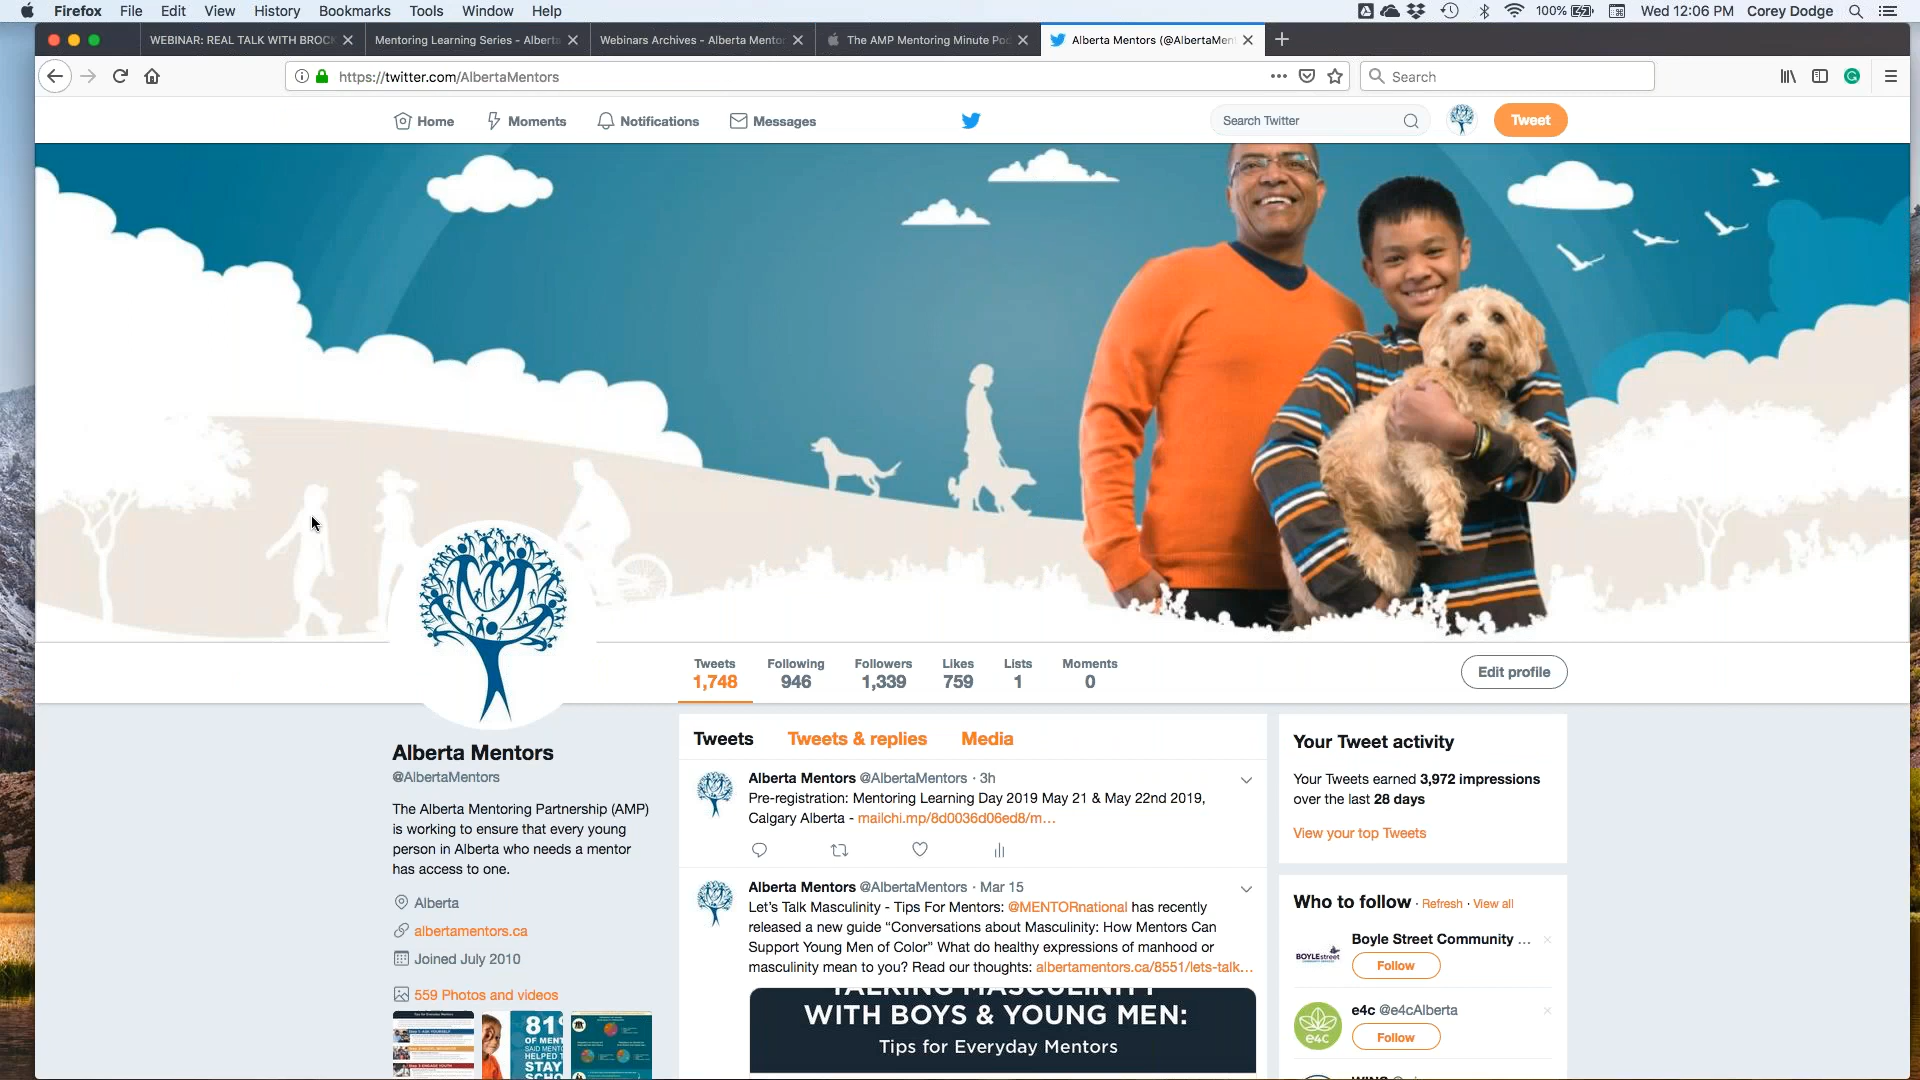 Firefox File Edit View History Bookmarks Tools Window Help 100% Wed 12:06 PM Corey Dodge
WEBINAR: REAL TALK WITH BROCK
Mentoring Learning Series - Alberta
Webinars Archives - Alberta Mentor
The AMP Mentoring Minute Pod
Alberta Mentors (@AlbertaMen
https://twitter.com/AlbertaMentors
Search
Home Moments Notifications Messages
Search Twitter
Tweet
Tweets Following Followers Likes Lists Moments
1,748 946 1,339 759 1 0
Edit profile
Alberta Mentors
@AlbertaMentors
The Alberta Mentoring Partnership (AMP)
is working to ensure that every young
person in Alberta who needs a mentor
has access to one.
Alberta
albertamentors.ca
Joined July 2010
559 Photos and videos
81%
OF MENT
SAID MENTO
HELPED T
STAY
SCHO
Tweets Tweets & replies Media
Alberta Mentors @AlbertaMentors · 3h
Pre-registration: Mentoring Learning Day 2019 May 21 & May 22nd 2019,
Calgary Alberta - mailchi.mp/8d0036d06ed8/m...
Alberta Mentors @AlbertaMentors · Mar 15
Let's Talk Masculinity - Tips For Mentors: @MENTORnational has recently
released a new guide “Conversations about Masculinity: How Mentors Can
Support Young Men of Color” What do healthy expressions of manhood or
masculinity mean to you? Read our thoughts: albertamentors.ca/8551/lets-talk...
TALKING MASCULINITY
WITH BOYS & YOUNG MEN:
Tips for Everyday Mentors
Your Tweet activity
Your Tweets earned 3,972 impressions
over the last 28 days
View your top Tweets
Who to follow · Refresh · View all
BOYLE street
Boyle Street Community ...
Follow
e4c
e4c @e4cAlberta
Follow